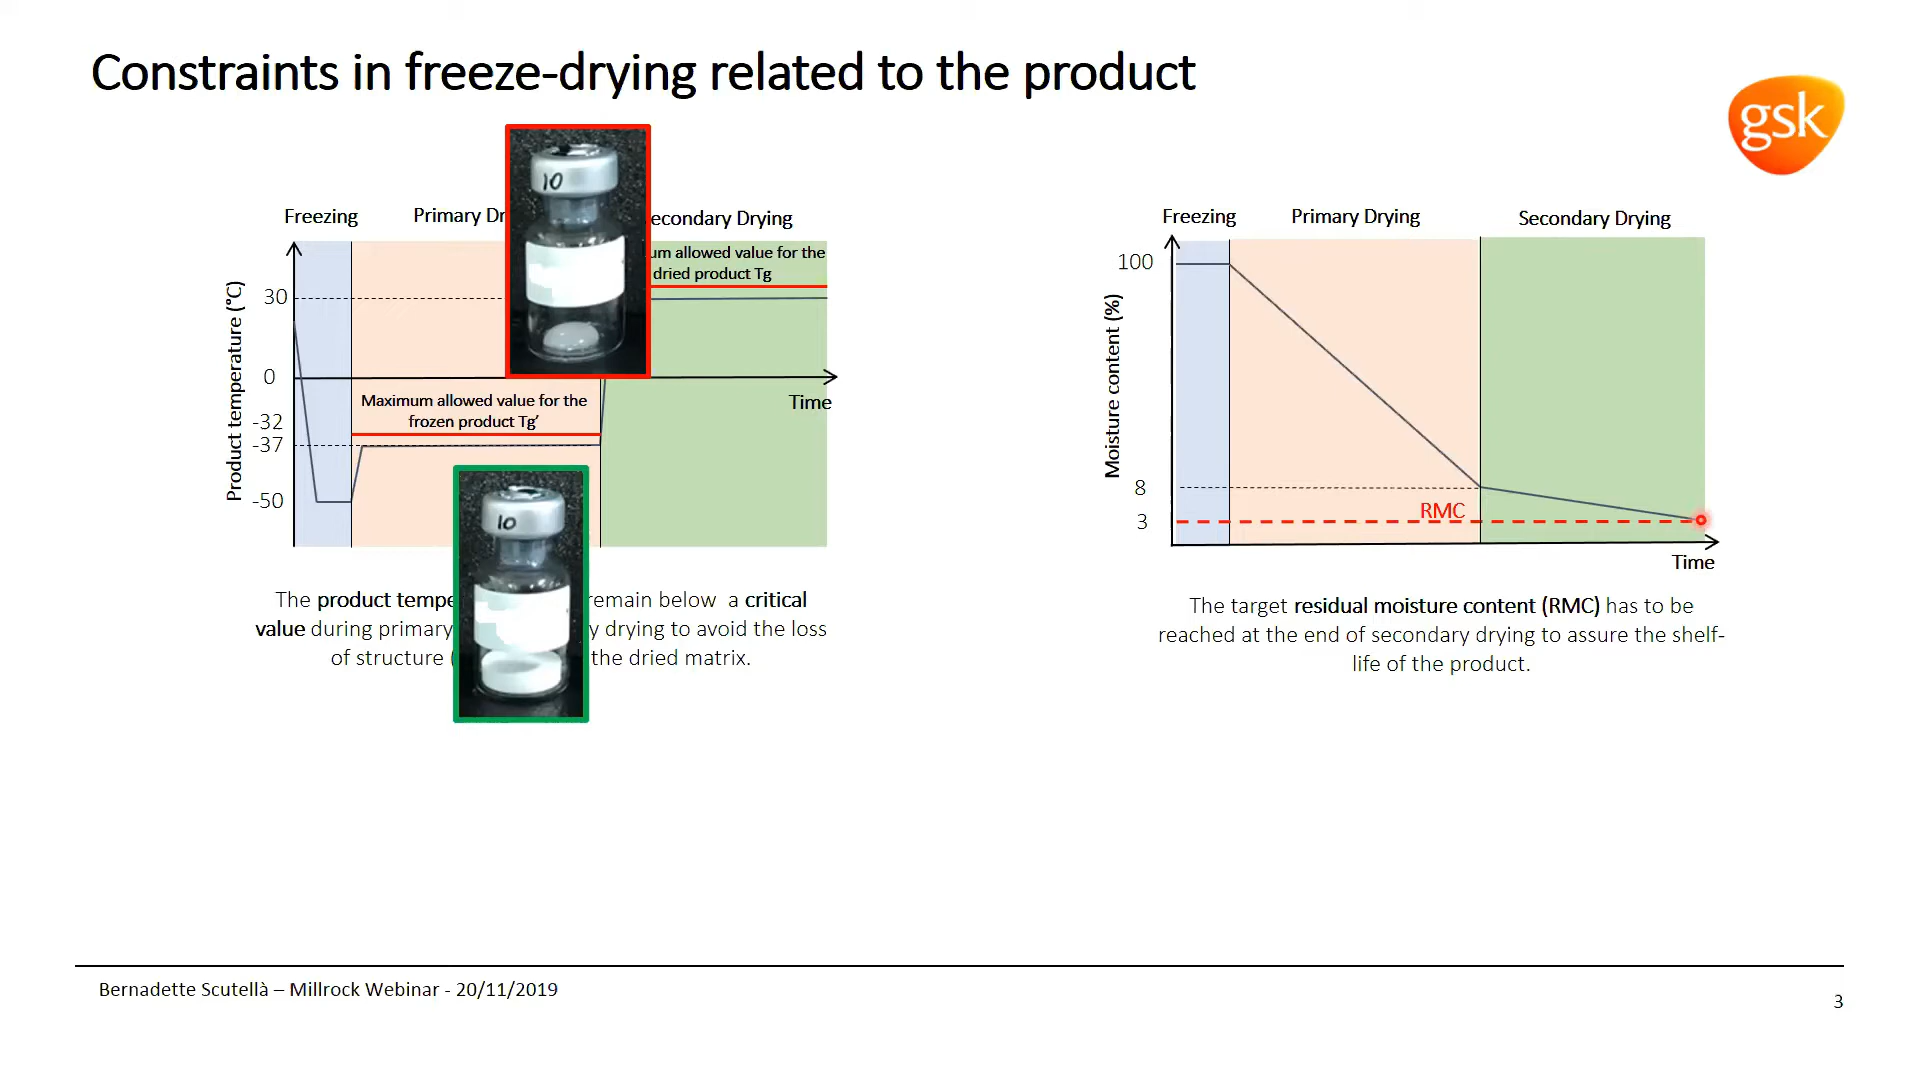 Constraints in freeze-drying related to the product
gsk
Freezing
Primary Dr
econdary Drying
um allowed value for the
dried product Tg
Product temperature (°C)
30
0
-32
-37
-50
Maximum allowed value for the
frozen product Tg’
Time
10
10
The product tempe remain below a critical
value during primary y drying to avoid the loss
of structure ( the dried matrix.
Freezing
Primary Drying
Secondary Drying
Moisture content (%)
100
8
3
RMC
Time
The target residual moisture content (RMC) has to be
reached at the end of secondary drying to assure the shelf-
life of the product.
Bernadette Scutellà – Millrock Webinar - 20/11/2019
3